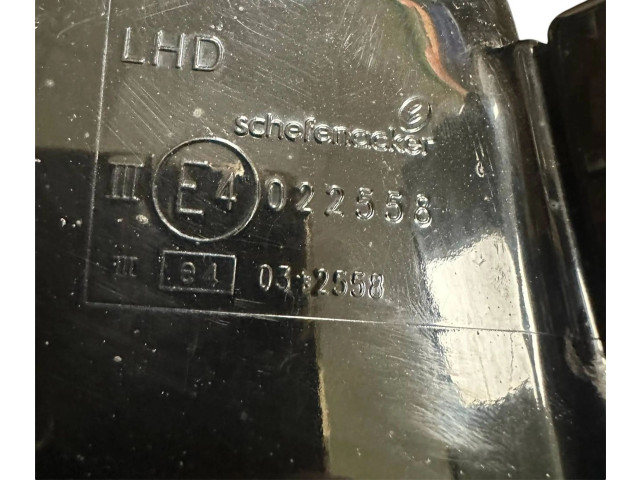 LHD
schefenacker
III E4 022558
III e4 03*2558